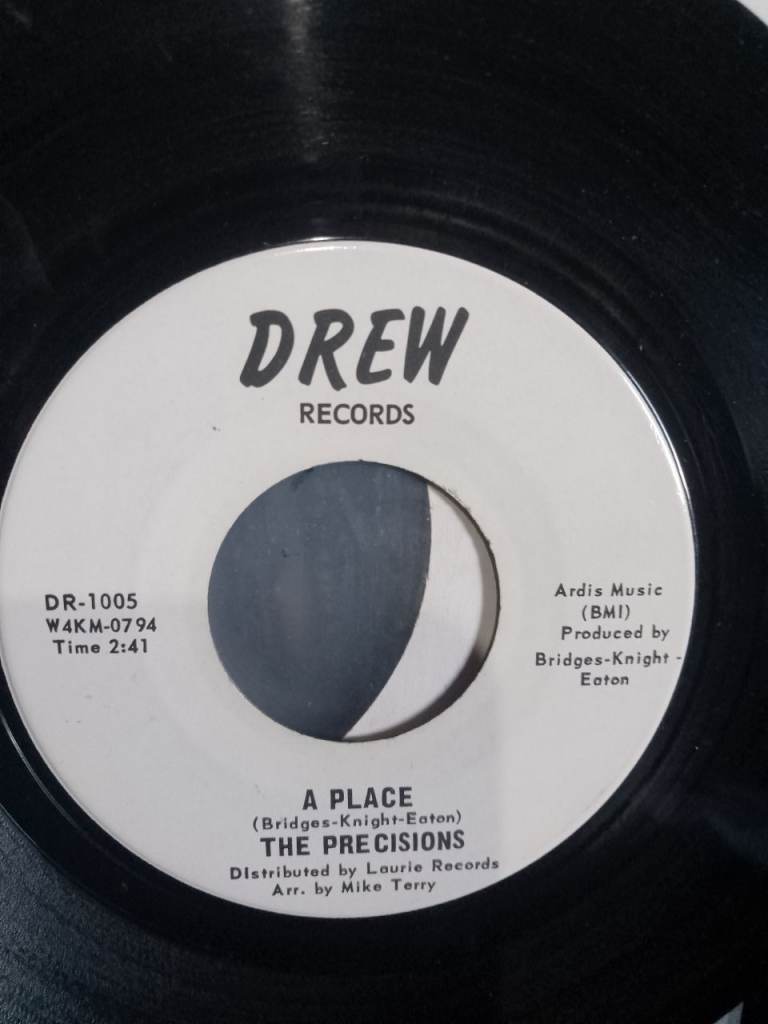 DREW
RECORDS
DR-1005
W4KM-0794
Time 2:41
Ardis Music
(BMI)
Produced by
Bridges-Knight-
Eaton
A PLACE
(Bridges-Knight-Eaton)
THE PRECISIONS
DIstributed by Laurie Records
Arr. by Mike Terry